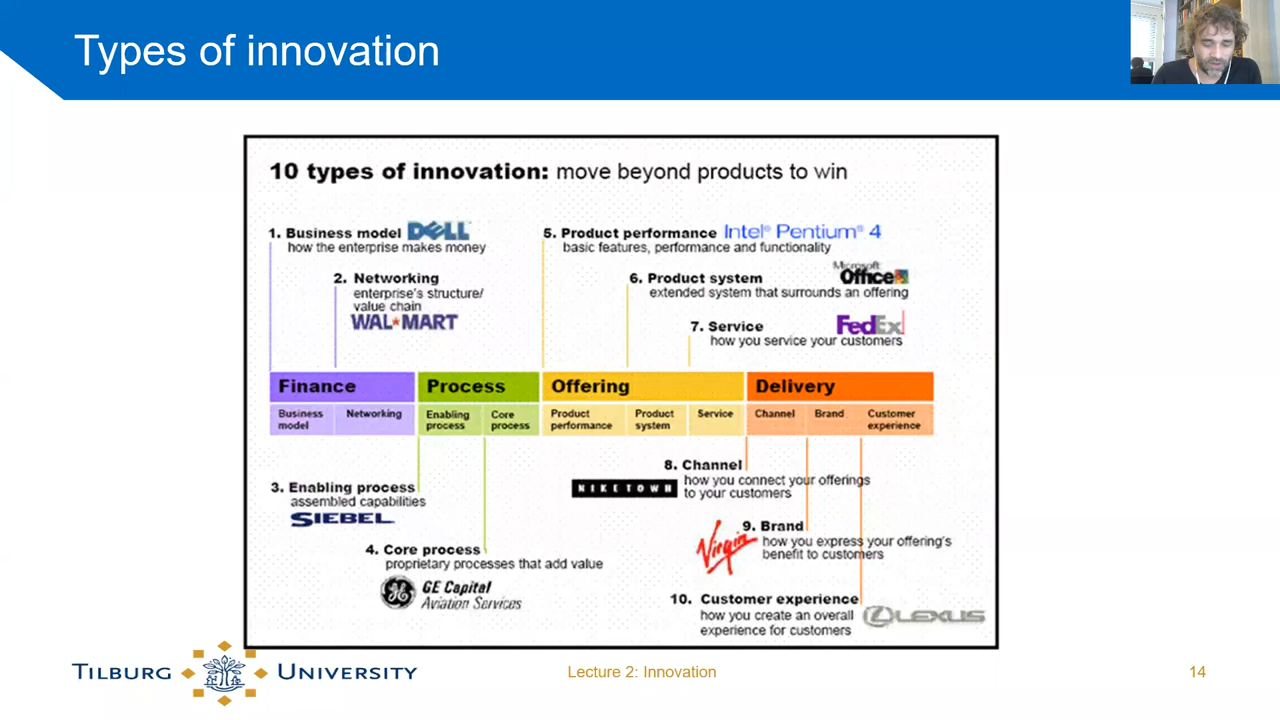 Types of innovation
10 types of innovation: move beyond products to win
1. Business model DELL
how the enterprise makes money
2. Networking
enterprise's structure/
value chain
WAL★MART
5. Product performance Intel® Pentium® 4
basic features, performance and functionality
6. Product system
Microsoft
Office
extended system that surrounds an offering
7. Service
FedEx
how you service your customers
Finance
Process
Offering
Delivery
Business
model
Networking
Enabling
process
Core
process
Product
performance
Product
system
Service
Channel
Brand
Customer
experience
3. Enabling process
assembled capabilities
SIEBEL
4. Core process
proprietary processes that add value
GE Capital
Aviation Services
8. Channel
NIKETOWN
how you connect your offerings
to your customers
9. Brand
Virgin
how you express your offering's
benefit to customers
10. Customer experience
how you create an overall
experience for customers
LEXUS
TILBURG UNIVERSITY
Lecture 2: Innovation
14